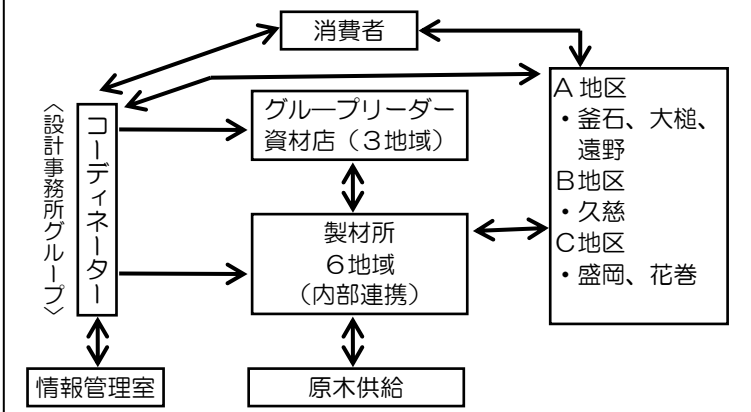 消費者
グループリーダー
資材店（３地域）
A 地区
・釜石、大槌、
遠野
B地区
・久慈
C地区
・盛岡、花巻
〈設計事務所グループ〉
コーディネーター
製材所
６地域
（内部連携）
情報管理室
原木供給